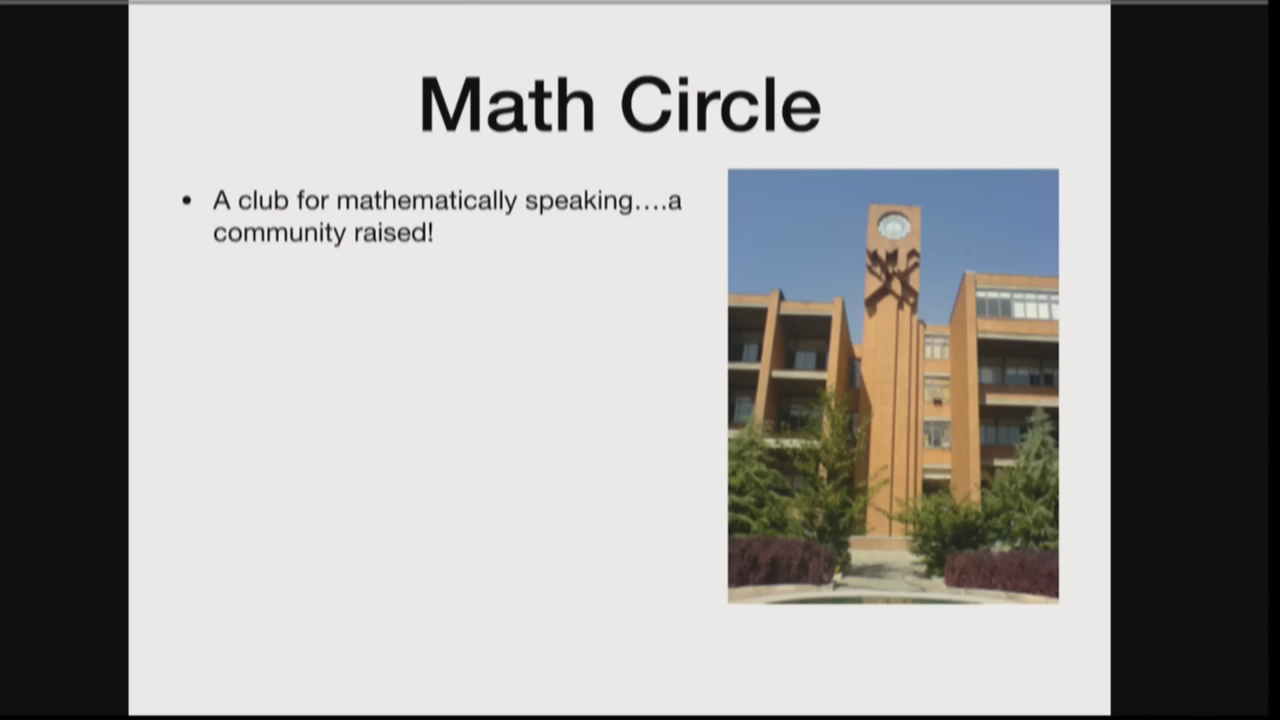 Math Circle
• A club for mathematically speaking....a
community raised!